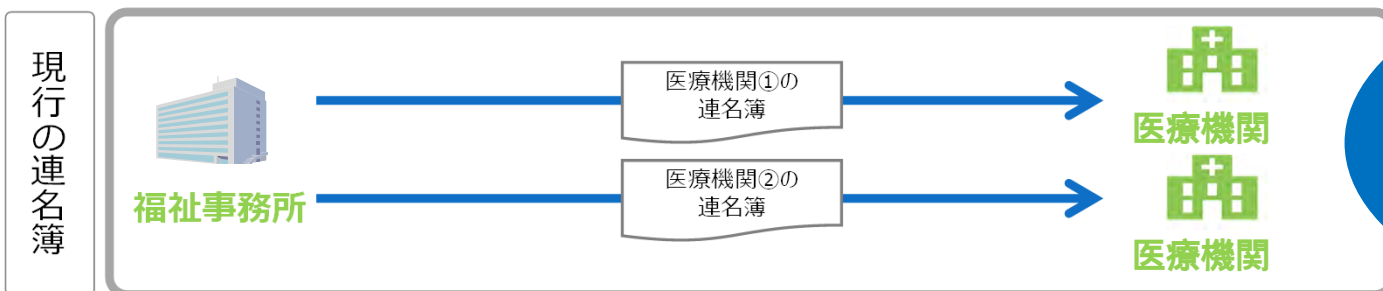 現行の連名簿
福祉事務所
医療機関①の
連名簿
医療機関
医療機関②の
連名簿
医療機関